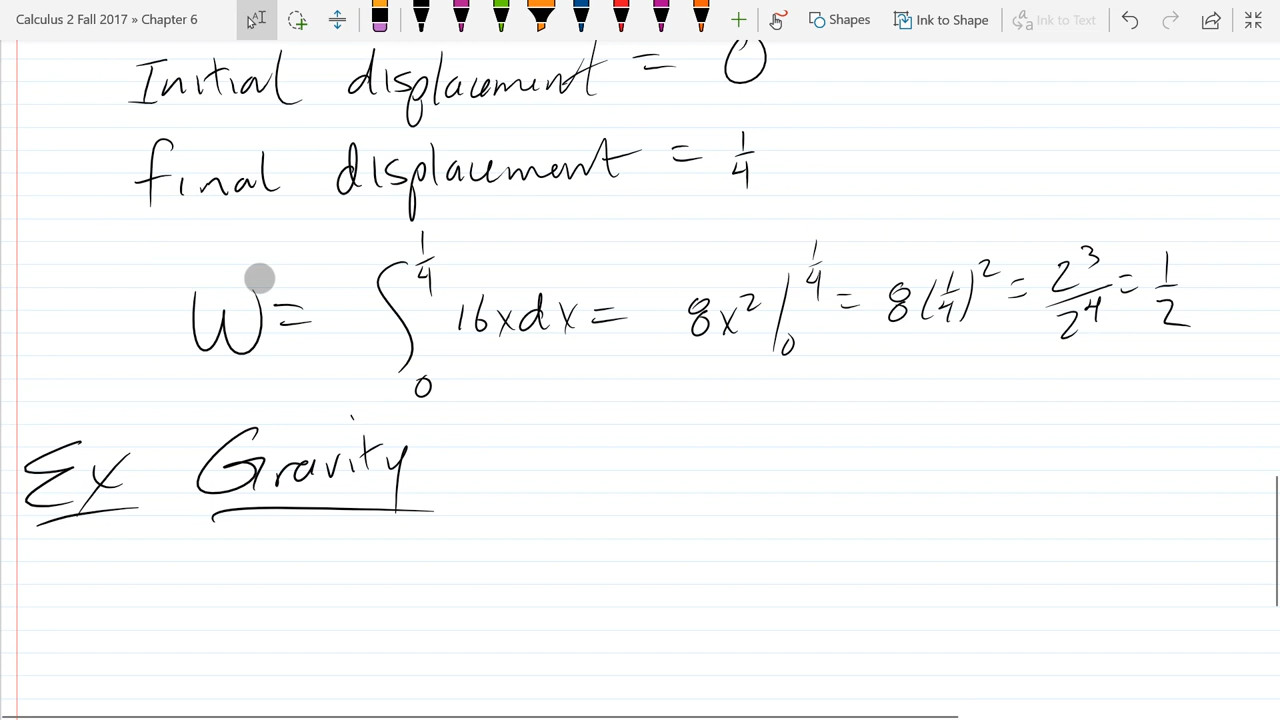 Calculus 2 Fall 2017 » Chapter 6 Shapes Ink to Shape Ink to Text
Initial displacement = 0
final displacement = 1/4
W = ∫₀^{1/4} 16x dx = 8x² |₀^{1/4} = 8(1/4)² = 2³/2⁴ = 1/2
Ex Gravity